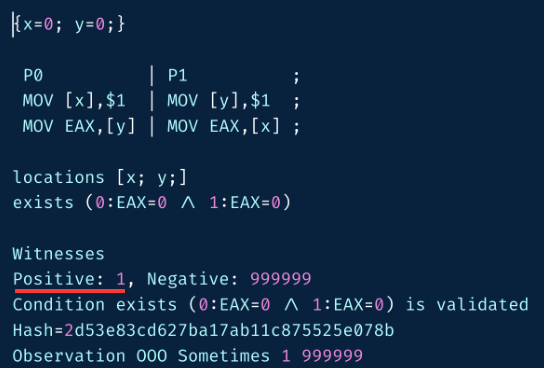 {x=0; y=0;}
P0 | P1 ;
MOV [x],$1 | MOV [y],$1 ;
MOV EAX,[y] | MOV EAX,[x] ;
locations [x; y;]
exists (0:EAX=0 /\ 1:EAX=0)
Witnesses
Positive: 1, Negative: 999999
Condition exists (0:EAX=0 /\ 1:EAX=0) is validated
Hash=2d53e83cd627ba17ab11c875525e078b
Observation OOO Sometimes 1 999999